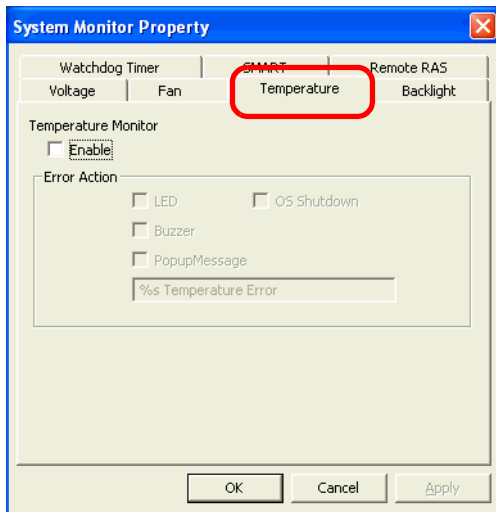 System Monitor Property
Watchdog Timer SMART Remote RAS
Voltage Fan Temperature Backlight
Temperature Monitor
Enable
Error Action
LED OS Shutdown
Buzzer
PopupMessage
%s Temperature Error
OK Cancel Apply